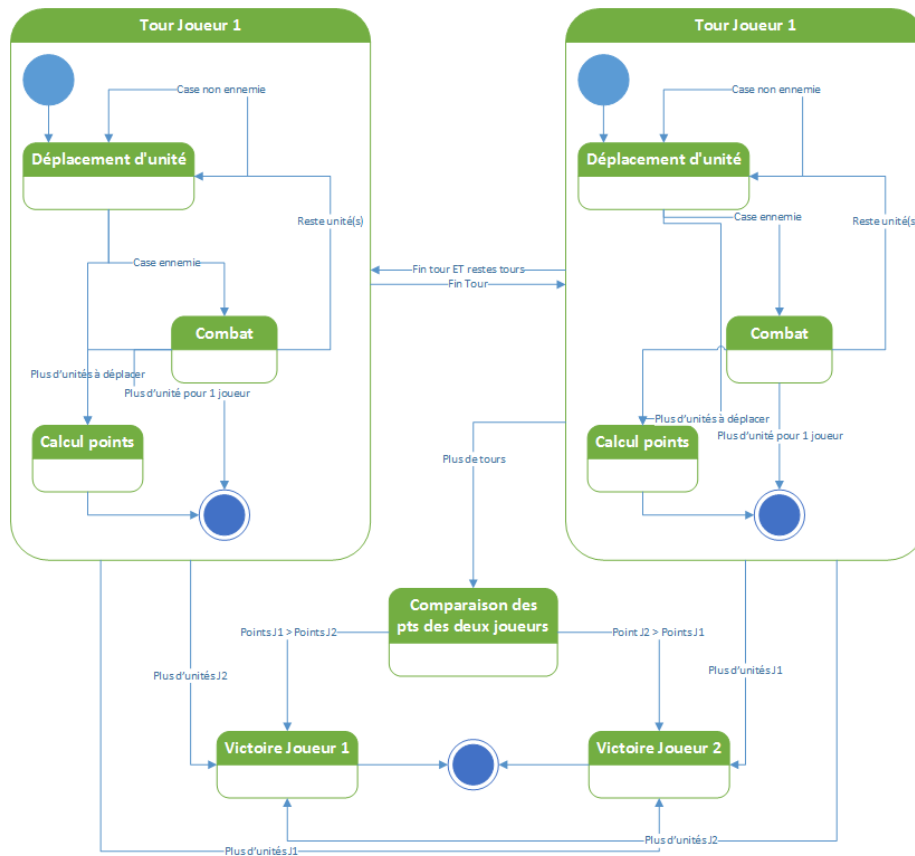 Tour Joueur 1
Case non ennemie
Déplacement d'unité
Reste unité(s)
Case ennemie
Combat
Plus d'unités à déplacer
Plus d'unité pour 1 joueur
Calcul points
Tour Joueur 1
Case non ennemie
Déplacement d'unité
Case ennemie
Reste unité(s
Combat
Plus d'unités à déplacer
Plus d'unité pour 1 joueur
Calcul points
Fin tour ET restes tours
Fin Tour
Plus de tours
Comparaison des
pts des deux joueurs
Points J1 > Points J2
Point J2 > Points J1
Plus d'unités J2
Plus d'unités J1
Victoire Joueur 1
Victoire Joueur 2
Plus d'unités J1
Plus d'unités J2